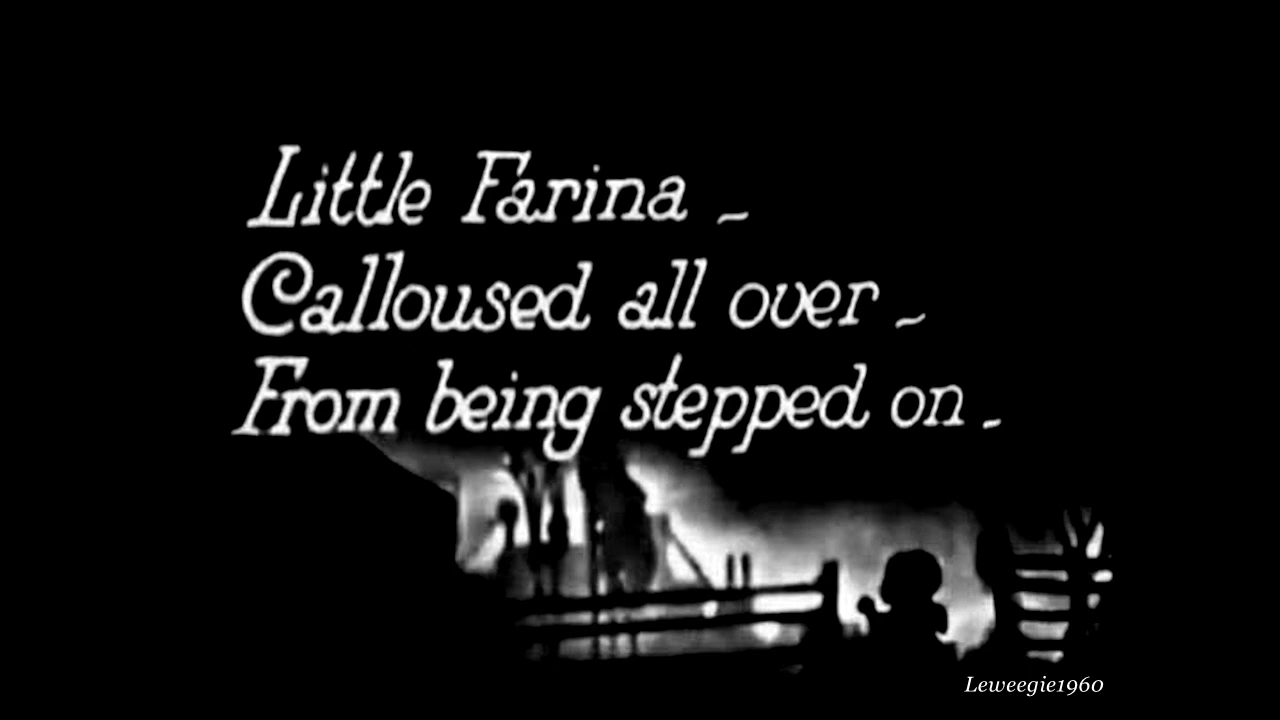 Little Farina -
Calloused all over -
From being stepped on -
Leweegie1960